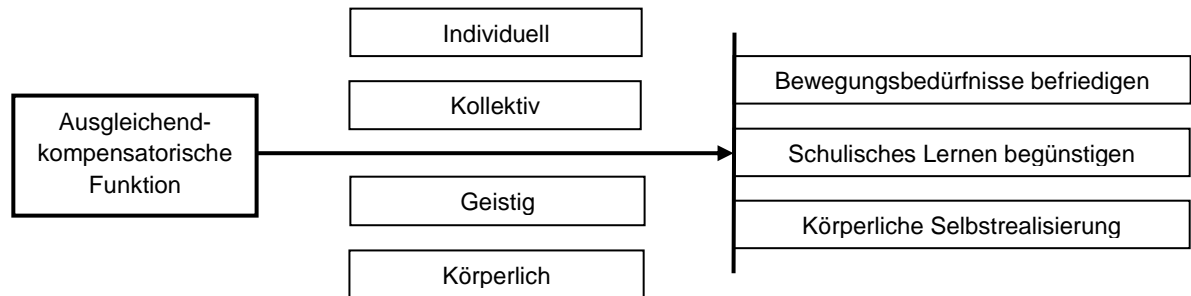 Ausgleichend-
kompensatorische
Funktion
Individuell
Kollektiv
Geistig
Körperlich
Bewegungsbedürfnisse befriedigen
Schulisches Lernen begünstigen
Körperliche Selbstrealisierung